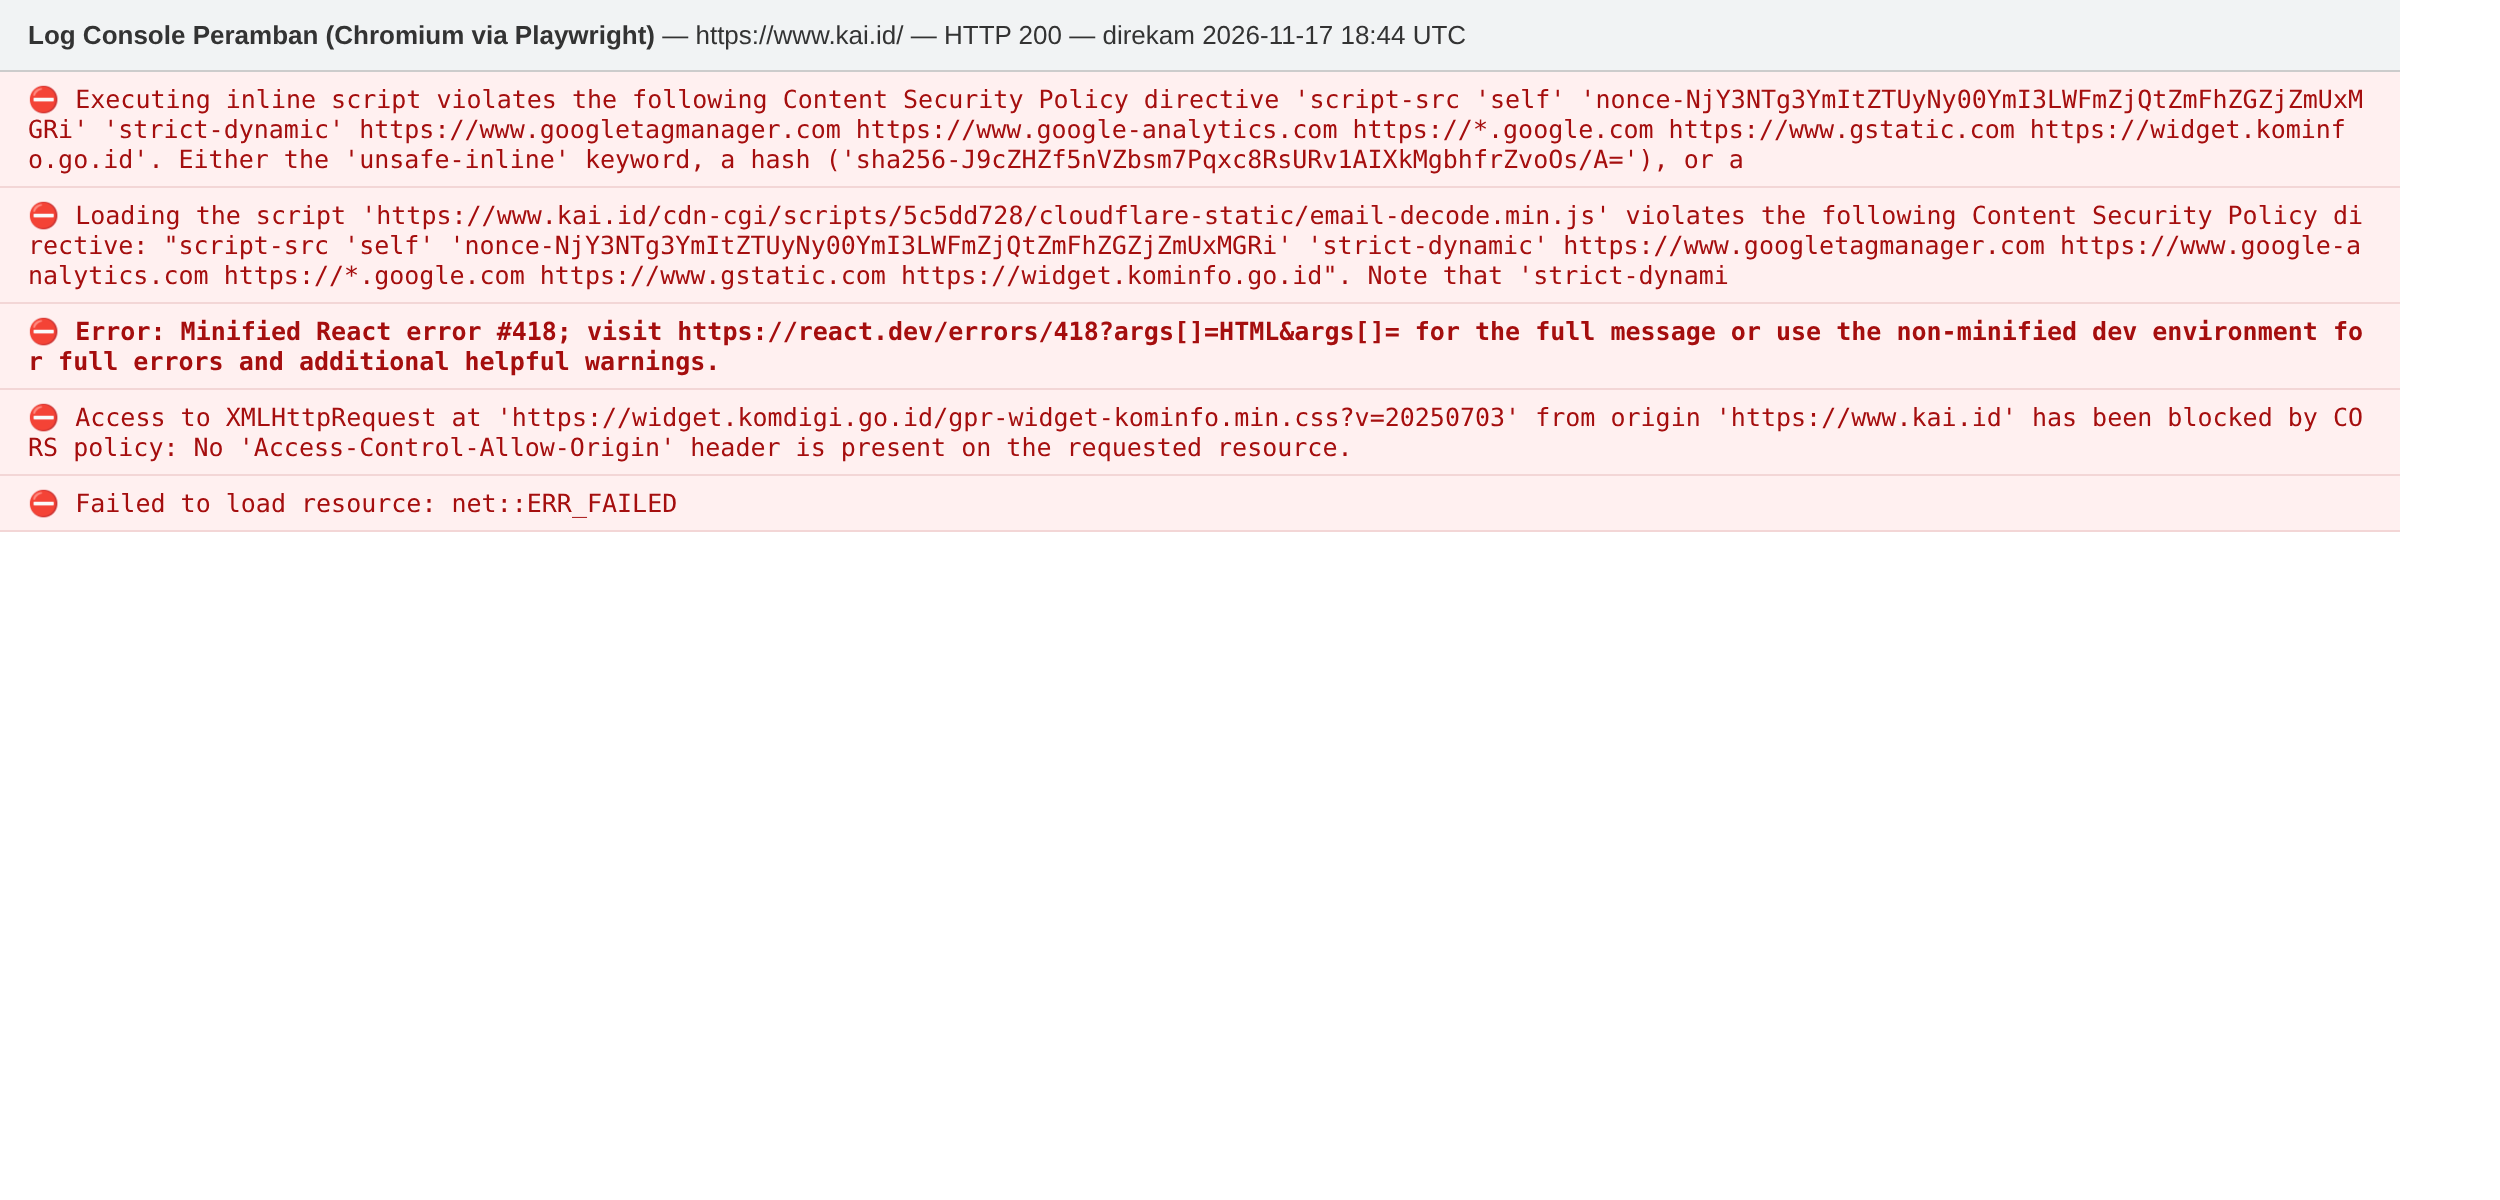 Log Console Peramban (Chromium via Playwright) — https://www.kai.id/ — HTTP 200 — direkam 2026-11-17 18:44 UTC
⛔ Executing inline script violates the following Content Security Policy directive 'script-src 'self' 'nonce-NjY3NTg3YmItZTUyNy00YmI3LWFmZjQtZmFhZGZjZmUxM
GRi' 'strict-dynamic' https://www.googletagmanager.com https://www.google-analytics.com https://*.google.com https://www.gstatic.com https://widget.kominf
o.go.id'. Either the 'unsafe-inline' keyword, a hash ('sha256-J9cZHZf5nVZbsm7Pqxc8RsURv1AIXkMgbhfrZvoOs/A='), or a
⛔ Loading the script 'https://www.kai.id/cdn-cgi/scripts/5c5dd728/cloudflare-static/email-decode.min.js' violates the following Content Security Policy di
rective: "script-src 'self' 'nonce-NjY3NTg3YmItZTUyNy00YmI3LWFmZjQtZmFhZGZjZmUxMGRi' 'strict-dynamic' https://www.googletagmanager.com https://www.google-a
nalytics.com https://*.google.com https://www.gstatic.com https://widget.kominfo.go.id". Note that 'strict-dynami
⛔ Error: Minified React error #418; visit https://react.dev/errors/418?args[]=HTML&args[]= for the full message or use the non-minified dev environment fo
r full errors and additional helpful warnings.
⛔ Access to XMLHttpRequest at 'https://widget.komdigi.go.id/gpr-widget-kominfo.min.css?v=20250703' from origin 'https://www.kai.id' has been blocked by CO
RS policy: No 'Access-Control-Allow-Origin' header is present on the requested resource.
⛔ Failed to load resource: net::ERR_FAILED